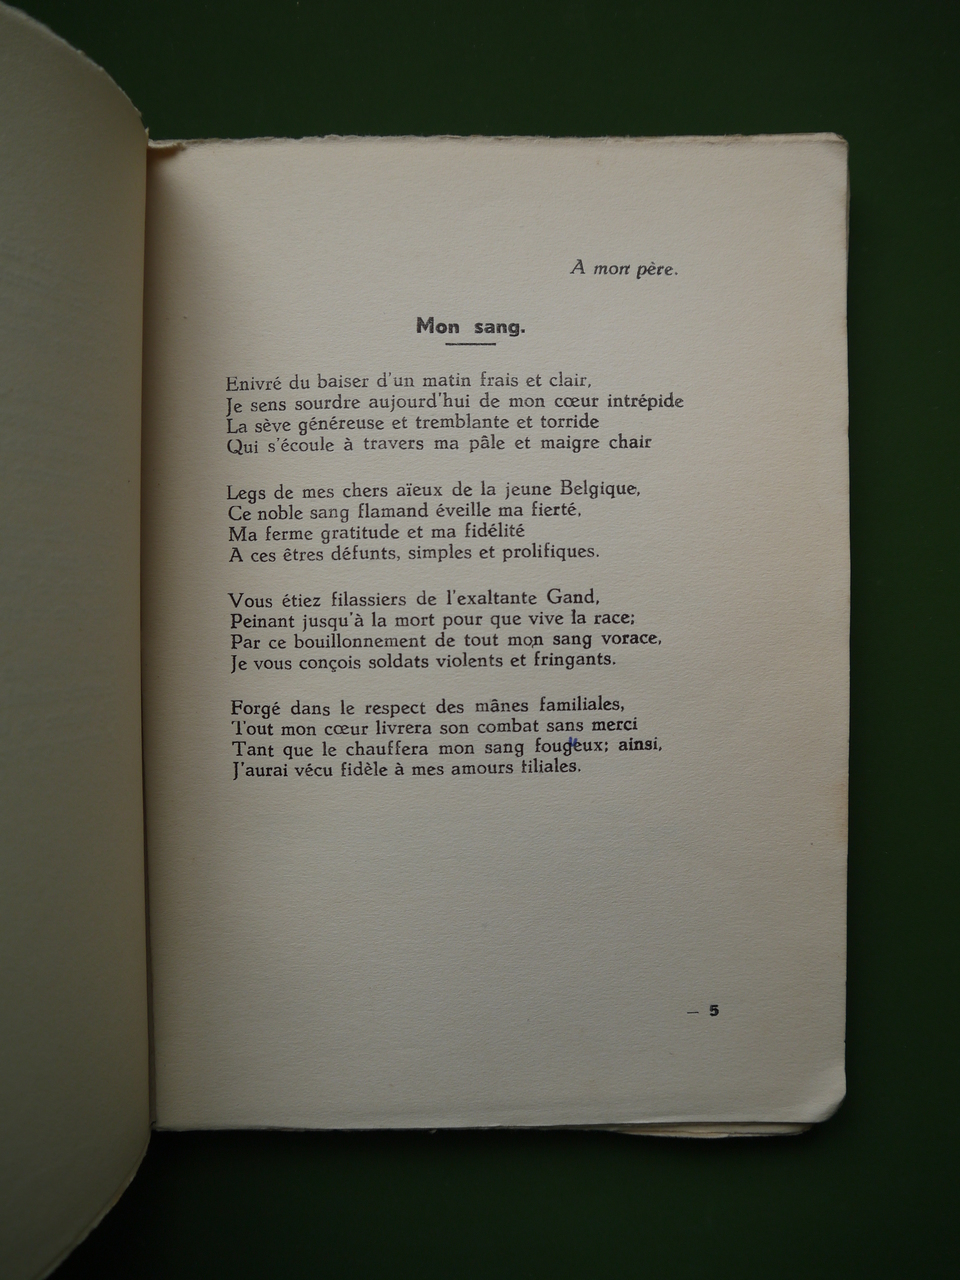 A mon père.
Mon sang.
Enivré du baiser d'un matin frais et clair,
Je sens sourdre aujourd'hui de mon cœur intrépide
La sève généreuse et tremblante et torride
Qui s'écoule à travers ma pâle et maigre chair
Legs de mes chers aïeux de la jeune Belgique,
Ce noble sang flamand éveille ma fierté,
Ma ferme gratitude et ma fidélité
A ces êtres défunts, simples et prolifiques.
Vous étiez filassiers de l'exaltante Gand,
Peinant jusqu'à la mort pour que vive la race;
Par ce bouillonnement de tout mon sang vorace,
Je vous conçois soldats violents et fringants.
Forgé dans le respect des mânes familiales,
Tout mon cœur livrera son combat sans merci
Tant que le chauffera mon sang fougueux; ainsi,
J'aurai vécu fidèle à mes amours filiales.
— 5